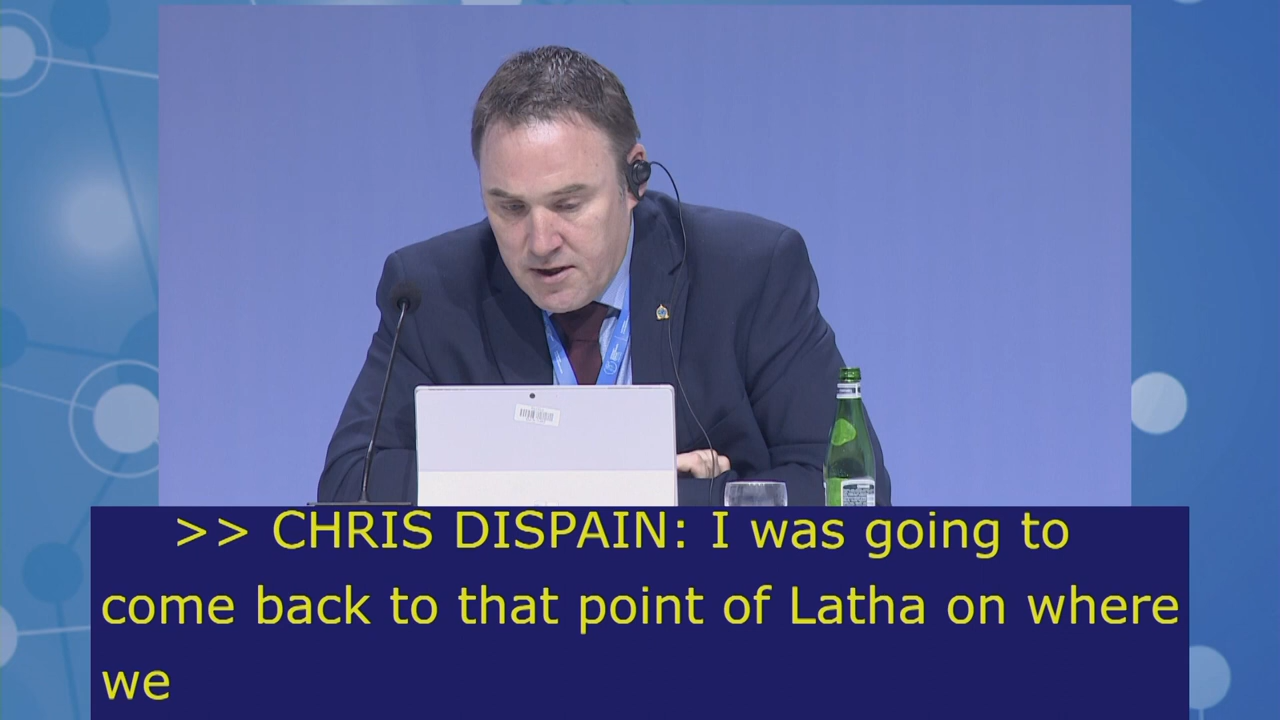 >> CHRIS DISPAIN: I was going to
come back to that point of Latha on where
we